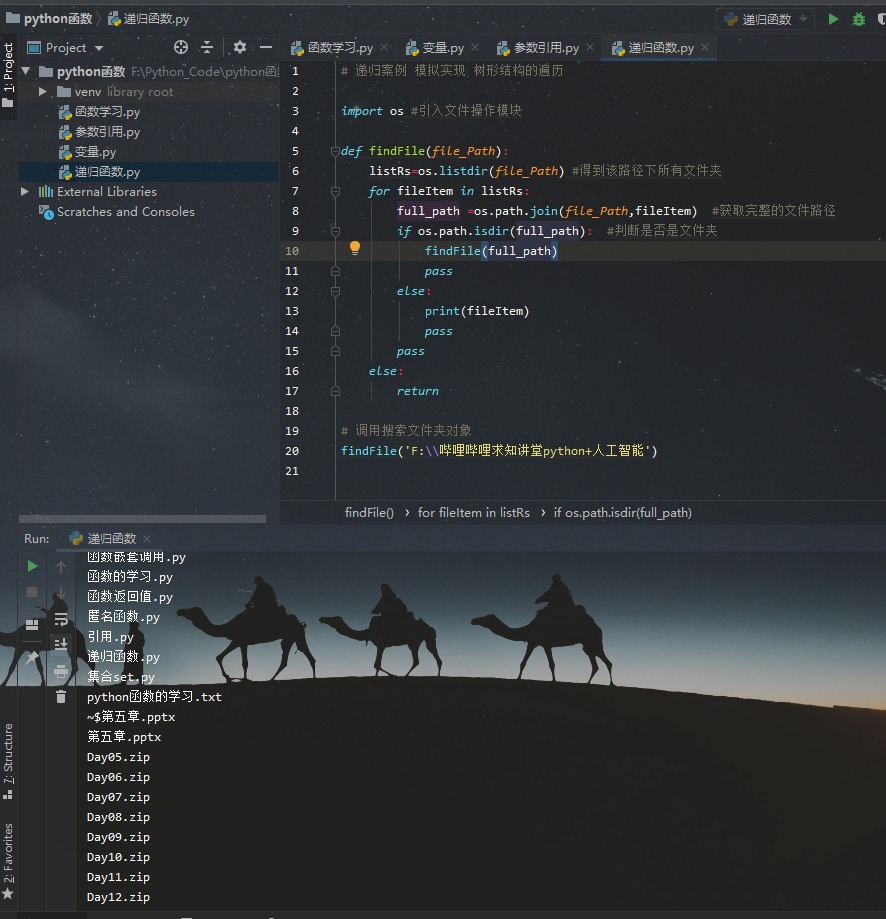 python函数 递归函数.py
递归函数
1: Project
Project
函数学习.py 变量.py 参数引用.py 递归函数.py
python函数 F:\Python_Code\python函
venv library root
函数学习.py
参数引用.py
变量.py
递归函数.py
External Libraries
Scratches and Consoles
1 # 递归案例 模拟实现 树形结构的遍历
2
3 import os #引入文件操作模块
4
5 def findFile(file_Path):
6 listRs=os.listdir(file_Path) #得到该路径下所有文件夹
7 for fileItem in listRs:
8 full_path =os.path.join(file_Path,fileItem) #获取完整的文件路径
9 if os.path.isdir(full_path): #判断是否是文件夹
10 findFile(full_path)
11 pass
12 else:
13 print(fileItem)
14 pass
15 pass
16 else:
17 return
18
19 # 调用搜索文件夹对象
20 findFile('F:\\哔哩哔哩求知讲堂python+人工智能')
21
findFile() › for fileItem in listRs › if os.path.isdir(full_path)
Run: 递归函数
函数嵌套调用.py
函数的学习.py
函数返回值.py
匿名函数.py
引用.py
递归函数.py
集合set.py
python函数的学习.txt
~$第五章.pptx
第五章.pptx
Day05.zip
Day06.zip
Day07.zip
Day08.zip
Day09.zip
Day10.zip
Day11.zip
Day12.zip
7: Structure
2: Favorites